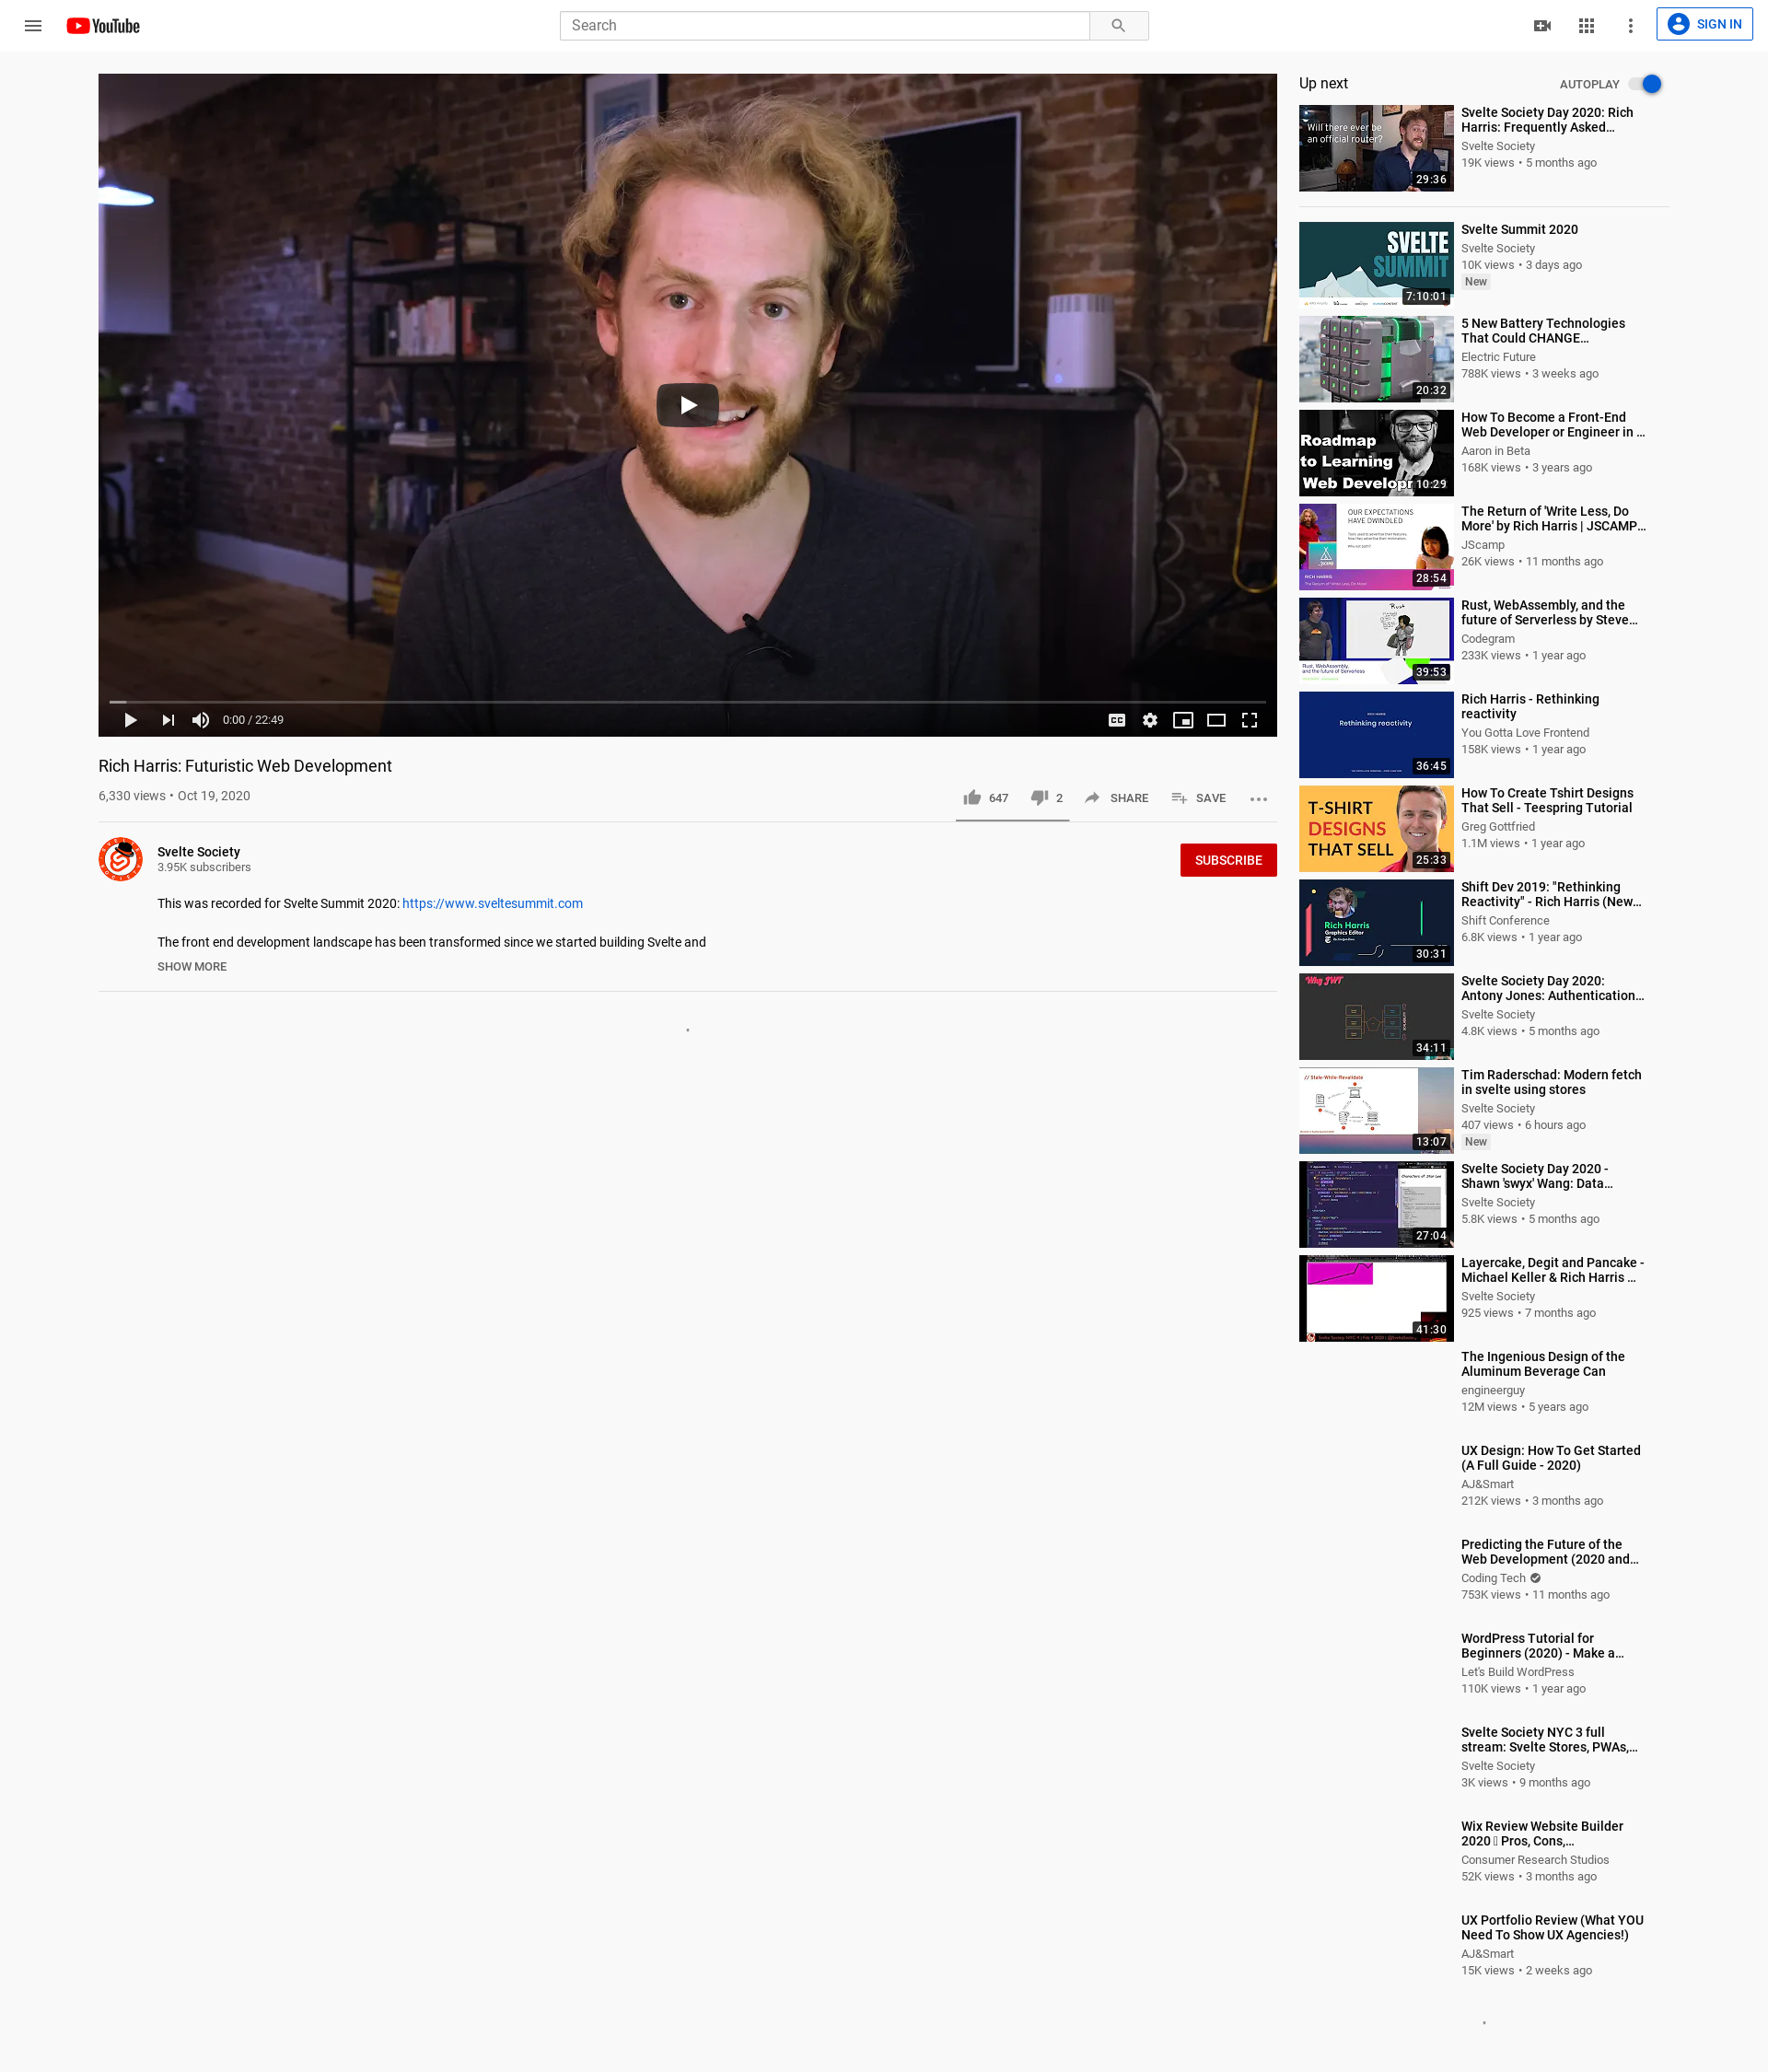 YouTube
Search
SIGN IN
0:00 / 22:49
Rich Harris: Futuristic Web Development
6,330 views • Oct 19, 2020
647
2
SHARE
SAVE
Svelte Society
3.95K subscribers
SUBSCRIBE
This was recorded for Svelte Summit 2020: https://www.sveltesummit.com
The front end development landscape has been transformed since we started building Svelte and
SHOW MORE
Up next
AUTOPLAY
Will there ever be
an official router?
29:36
Svelte Society Day 2020: Rich
Harris: Frequently Asked…
Svelte Society
19K views • 5 months ago
SVELTE
SUMMIT
7:10:01
Svelte Summit 2020
Svelte Society
10K views • 3 days ago
New
20:32
5 New Battery Technologies
That Could CHANGE…
Electric Future
788K views • 3 weeks ago
Roadmap
to Learning
Web Developm
10:29
How To Become a Front-End
Web Developer or Engineer in …
Aaron in Beta
168K views • 3 years ago
OUR EXPECTATIONS
HAVE DWINDLED
RICH HARRIS
28:54
The Return of 'Write Less, Do
More' by Rich Harris | JSCAMP…
JScamp
26K views • 11 months ago
Rust
Rust, WebAssembly,
and the future of Serverless
39:53
Rust, WebAssembly, and the
future of Serverless by Steve…
Codegram
233K views • 1 year ago
Rethinking reactivity
36:45
Rich Harris - Rethinking
reactivity
You Gotta Love Frontend
158K views • 1 year ago
T-SHIRT
DESIGNS
THAT SELL
25:33
How To Create Tshirt Designs
That Sell - Teespring Tutorial
Greg Gottfried
1.1M views • 1 year ago
Rich Harris
Graphics Editor
30:31
Shift Dev 2019: "Rethinking
Reactivity" - Rich Harris (New…
Shift Conference
6.8K views • 1 year ago
Why JWT
34:11
Svelte Society Day 2020:
Antony Jones: Authentication…
Svelte Society
4.8K views • 5 months ago
// Stale-While-Revalidate
13:07
Tim Raderschad: Modern fetch
in svelte using stores
Svelte Society
407 views • 6 hours ago
New
27:04
Svelte Society Day 2020 -
Shawn 'swyx' Wang: Data…
Svelte Society
5.8K views • 5 months ago
41:30
Layercake, Degit and Pancake -
Michael Keller & Rich Harris …
Svelte Society
925 views • 7 months ago
The Ingenious Design of the
Aluminum Beverage Can
engineerguy
12M views • 5 years ago
UX Design: How To Get Started
(A Full Guide - 2020)
AJ&Smart
212K views • 3 months ago
Predicting the Future of the
Web Development (2020 and…
Coding Tech
753K views • 11 months ago
WordPress Tutorial for
Beginners (2020) - Make a…
Let's Build WordPress
110K views • 1 year ago
Svelte Society NYC 3 full
stream: Svelte Stores, PWAs,…
Svelte Society
3K views • 9 months ago
Wix Review Website Builder
2020 Pros, Cons,…
Consumer Research Studios
52K views • 3 months ago
UX Portfolio Review (What YOU
Need To Show UX Agencies!)
AJ&Smart
15K views • 2 weeks ago